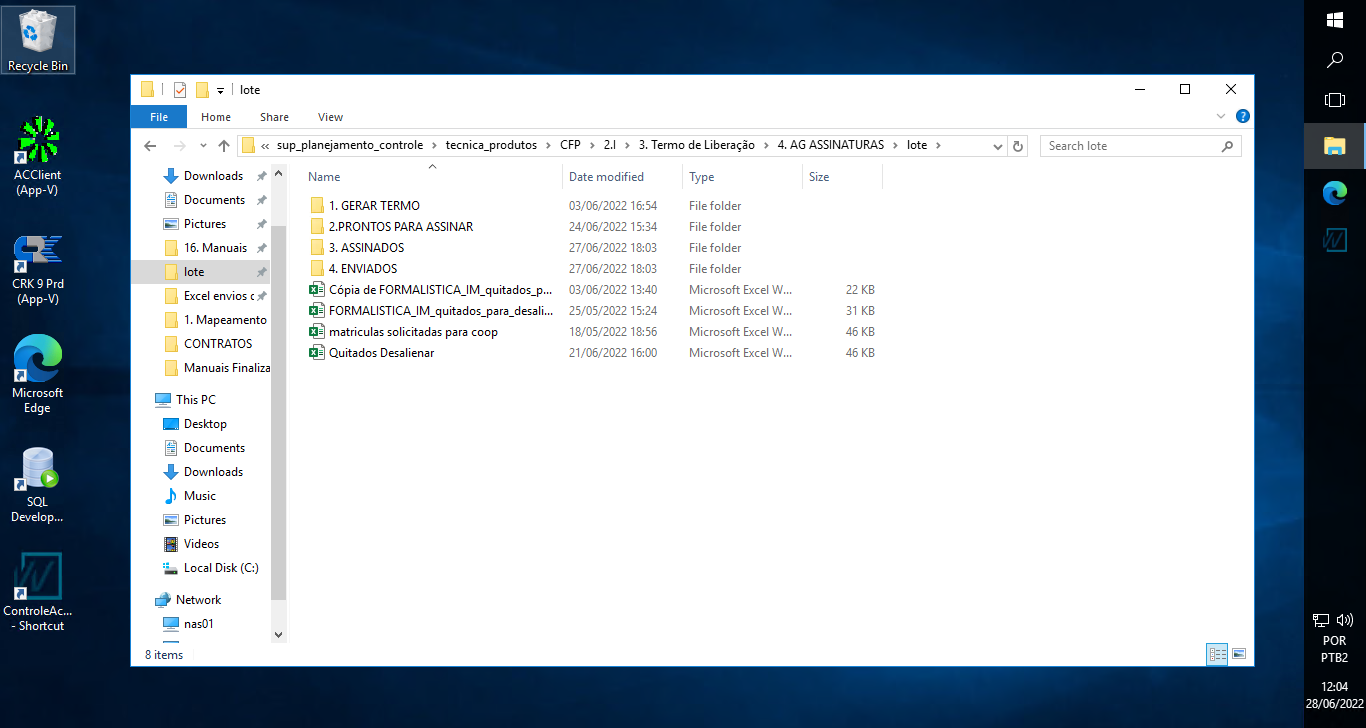 Recycle Bin
ACClient
(App-V)
CRK 9 Prd
(App-V)
Microsoft
Edge
SQL
Develop...
ControleAc...
- Shortcut
lote
File
Home
Share
View
?
«
sup_planejamento_controle
tecnica_produtos
CFP
2.I
3. Termo de Liberação
4. AG ASSINATURAS
lote
Search lote
Downloads
Documents
Pictures
16. Manuais
lote
Excel envios c
1. Mapeamento
CONTRATOS
Manuais Finaliza
This PC
Desktop
Documents
Downloads
Music
Pictures
Videos
Local Disk (C:)
Network
nas01
Name Date modified Type Size
1. GERAR TERMO 03/06/2022 16:54 File folder
2.PRONTOS PARA ASSINAR 24/06/2022 15:34 File folder
3. ASSINADOS 27/06/2022 18:03 File folder
4. ENVIADOS 27/06/2022 18:03 File folder
Cópia de FORMALISTICA_IM_quitados_p... 03/06/2022 13:40 Microsoft Excel W... 22 KB
FORMALISTICA_IM_quitados_para_desali... 25/05/2022 15:24 Microsoft Excel W... 31 KB
matriculas solicitadas para coop 18/05/2022 18:56 Microsoft Excel W... 46 KB
Quitados Desalienar 21/06/2022 16:00 Microsoft Excel W... 46 KB
8 items
POR
PTB2
12:04
28/06/2022